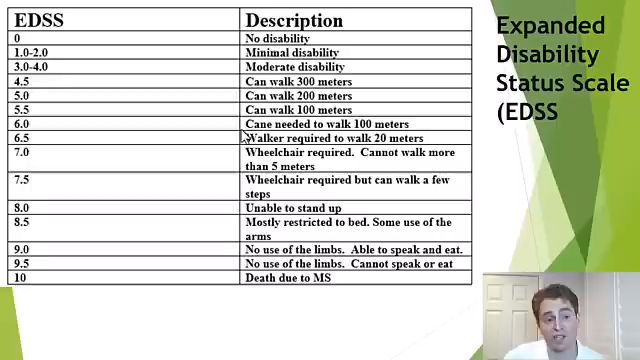 EDSS Description
0 No disability
1.0-2.0 Minimal disability
3.0-4.0 Moderate disability
4.5 Can walk 300 meters
5.0 Can walk 200 meters
5.5 Can walk 100 meters
6.0 Cane needed to walk 100 meters
6.5 Walker required to walk 20 meters
7.0 Wheelchair required. Cannot walk more
than 5 meters
7.5 Wheelchair required but can walk a few
steps
8.0 Unable to stand up
8.5 Mostly restricted to bed. Some use of the
arms
9.0 No use of the limbs. Able to speak and eat.
9.5 No use of the limbs. Cannot speak or eat
10 Death due to MS
Expanded
Disability
Status Scale
(EDSS